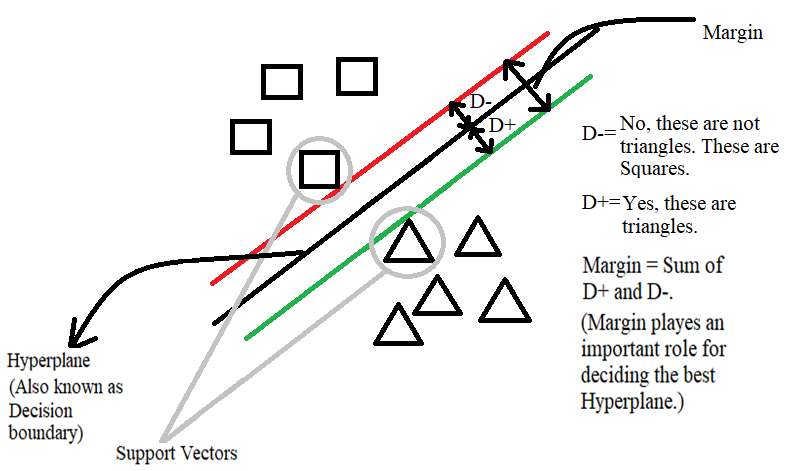 Margin
D-
D+
D-= No, these are not
triangles. These are
Squares.
D+= Yes, these are
triangles.
Margin = Sum of
D+ and D-.
(Margin playes an
important role for
deciding the best
Hyperplane.)
Hyperplane
(Also known as
Decision
boundary)
Support Vectors